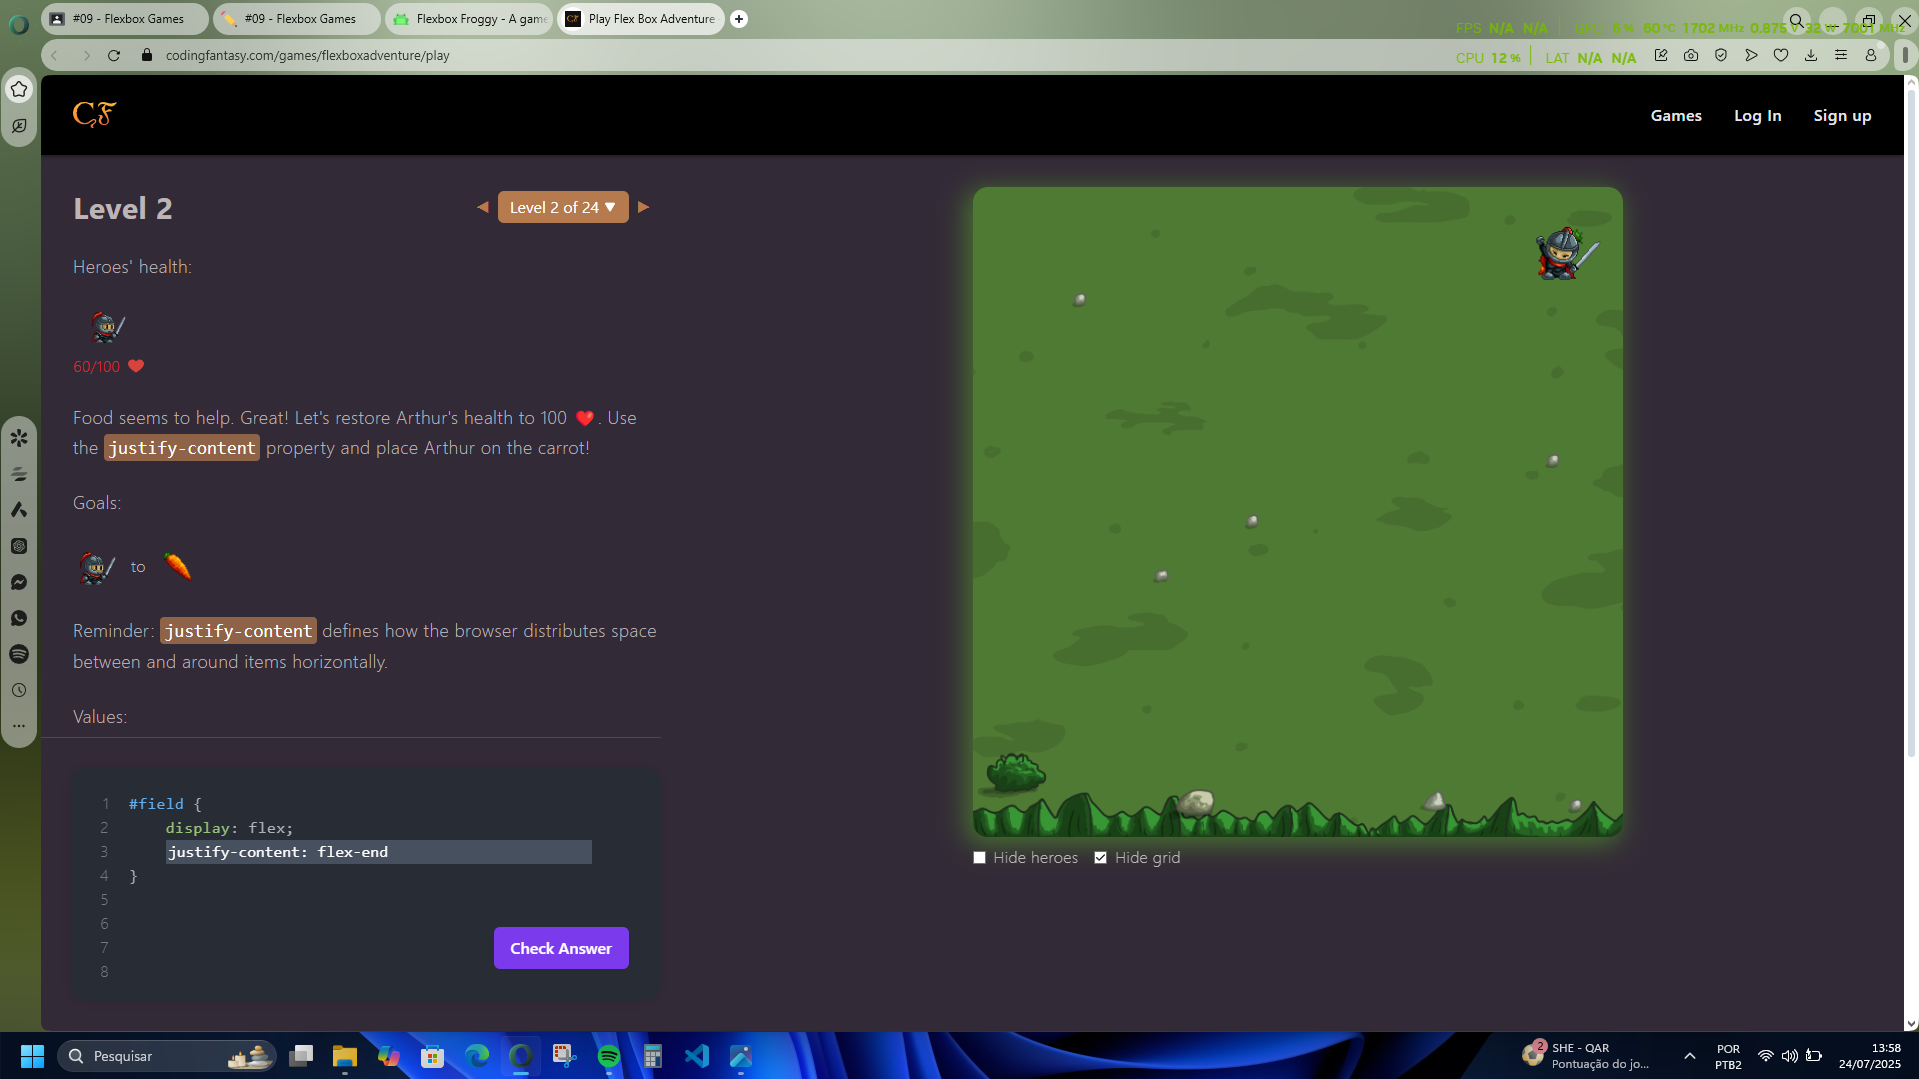 #09 - Flexbox Games
#09 - Flexbox Games
Flexbox Froggy - A game
Play Flex Box Adventure
codingfantasy.com/games/flexboxadventure/play
FPS N/A N/A
6 % 60 °C 1702 MHz 0.875 V 32 W 7001 MHz
CPU 12 % LAT N/A N/A
CF
Games
Log In
Sign up
Level 2
◀ Level 2 of 24 ▼ ▶
Heroes' health:
60/100
Food seems to help. Great! Let's restore Arthur's health to 100 ❤️. Use
the justify-content property and place Arthur on the carrot!
Goals:
to
Reminder: justify-content defines how the browser distributes space
between and around items horizontally.
Values:
1 #field {
2 display: flex;
3 justify-content: flex-end
4 }
5
6
7
8
Check Answer
Hide heroes
Hide grid
Pesquisar
2
SHE - QAR
Pontuação do jo...
POR
PTB2
13:58
24/07/2025